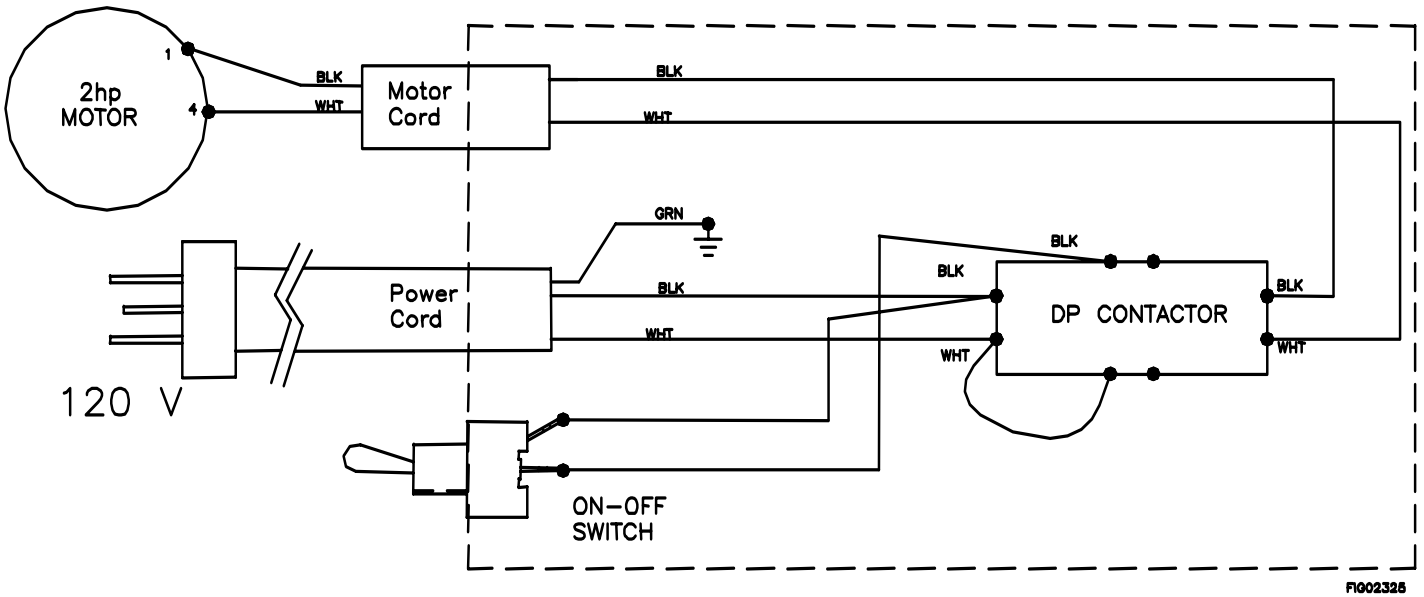 1
BLK
BLK
2hp
MOTOR
Motor
Cord
4
WHT
WHT
GRN
BLK
BLK
Power
Cord
BLK
BLK
DP CONTACTOR
WHT
WHT
WHT
120 V
ON-OFF
SWITCH
FIG02325